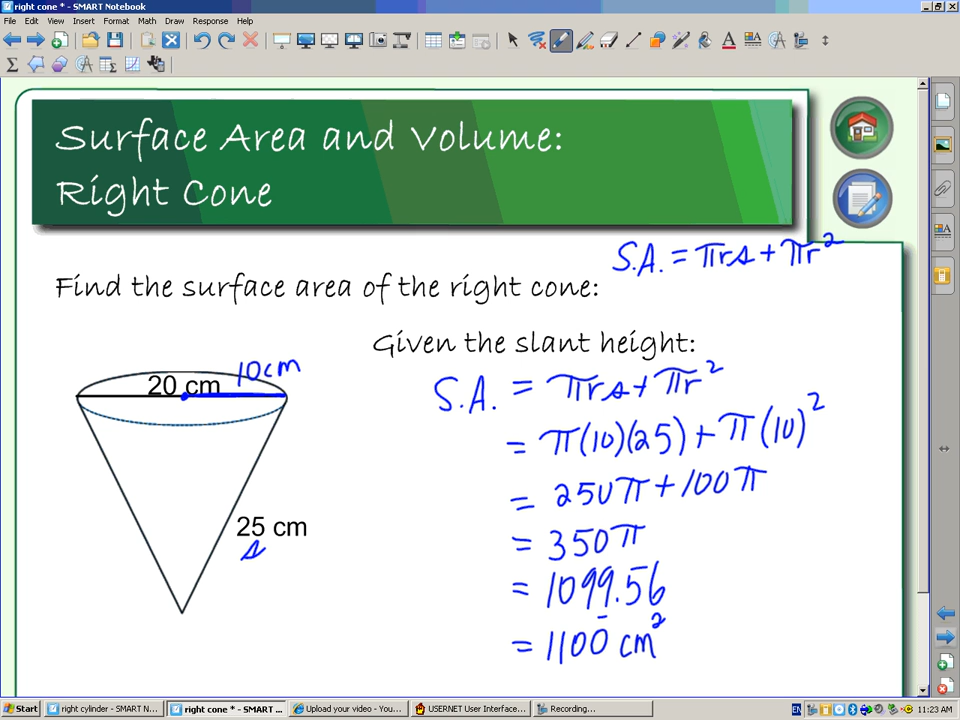 right cone * - SMART Notebook
File Edit View Insert Format Math Draw Response Help
Surface Area and Volume:
Right Cone
S.A. = πrs + πr²
Find the surface area of the right cone:
Given the slant height:
20 cm
10cm
25 cm
s
S.A. = πrs + πr²
= π(10)(25) + π(10)²
= 250π + 100π
= 350π
= 1099.56
= 1100 cm²
Start
right cylinder - SMART N...
right cone * - SMART ...
Upload your video - You...
USERNET User Interface...
Recording...
EN
11:23 AM